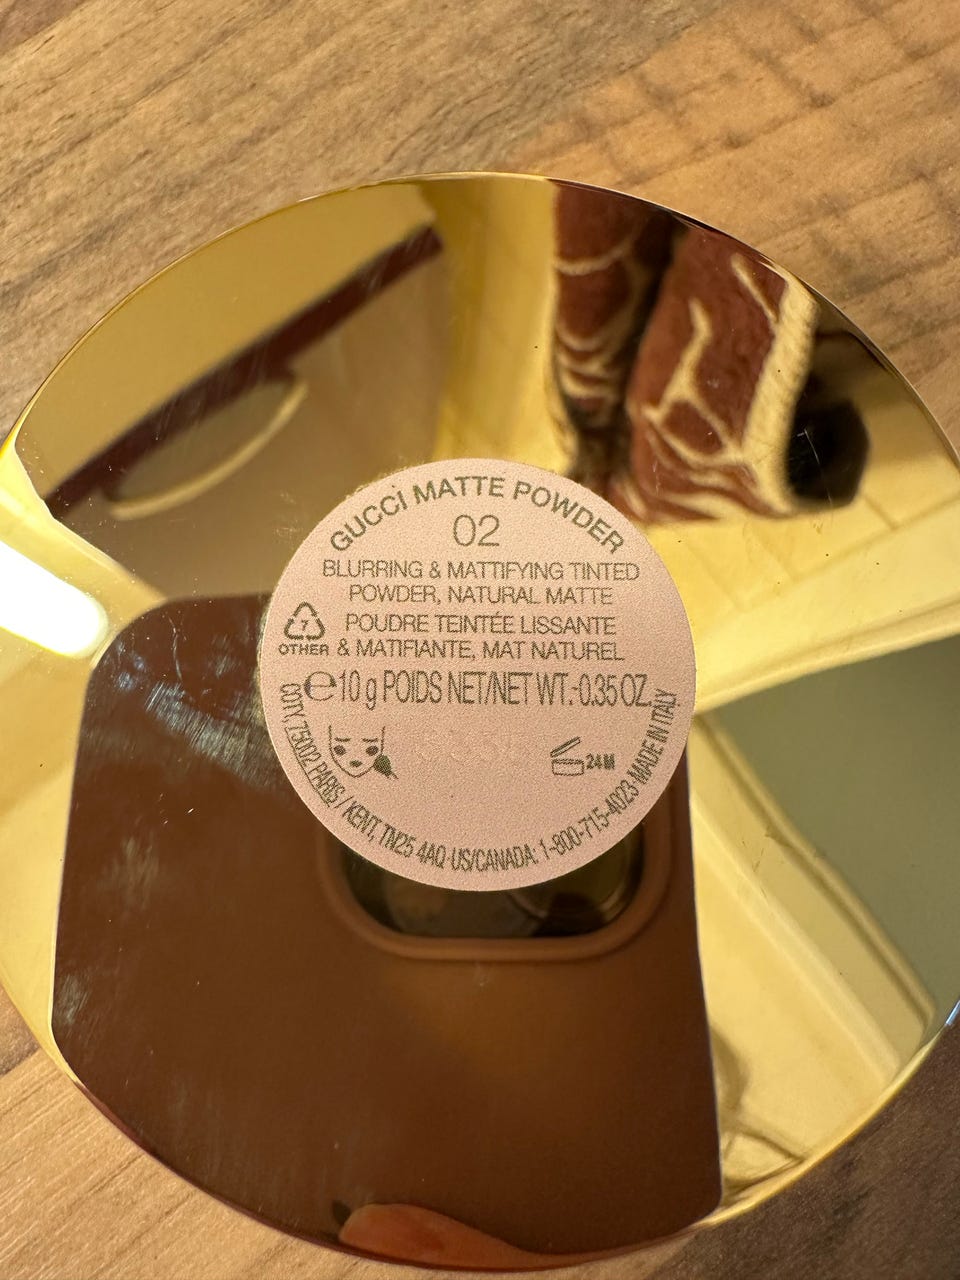 GUCCI MATTE POWDER
02
BLURRING & MATTIFYING TINTED
POWDER, NATURAL MATTE
7
OTHER
POUDRE TEINTÉE LISSANTE
& MATIFIANTE, MAT NATUREL
℮10 g POIDS NET/NET WT.-0.35 OZ.
24M
COTY, 75002, PARIS / KENT, TN25 4AQ-US/CANADA: 1-800-715-4023-MADE IN ITALY